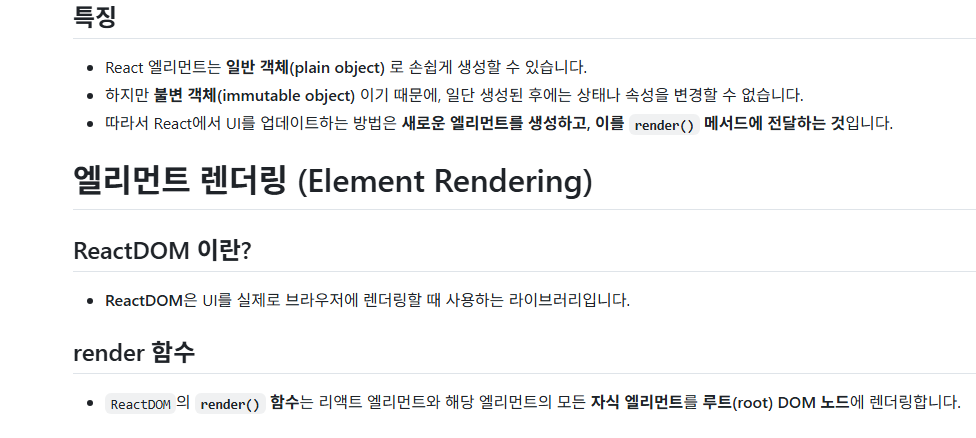 특징
React 엘리먼트는 일반 객체(plain object) 로 손쉽게 생성할 수 있습니다.
하지만 불변 객체(immutable object) 이기 때문에, 일단 생성된 후에는 상태나 속성을 변경할 수 없습니다.
따라서 React에서 UI를 업데이트하는 방법은 새로운 엘리먼트를 생성하고, 이를 render() 메서드에 전달하는 것입니다.
엘리먼트 렌더링 (Element Rendering)
ReactDOM 이란?
ReactDOM은 UI를 실제로 브라우저에 렌더링할 때 사용하는 라이브러리입니다.
render 함수
ReactDOM의 render() 함수는 리액트 엘리먼트와 해당 엘리먼트의 모든 자식 엘리먼트를 루트(root) DOM 노드에 렌더링합니다.